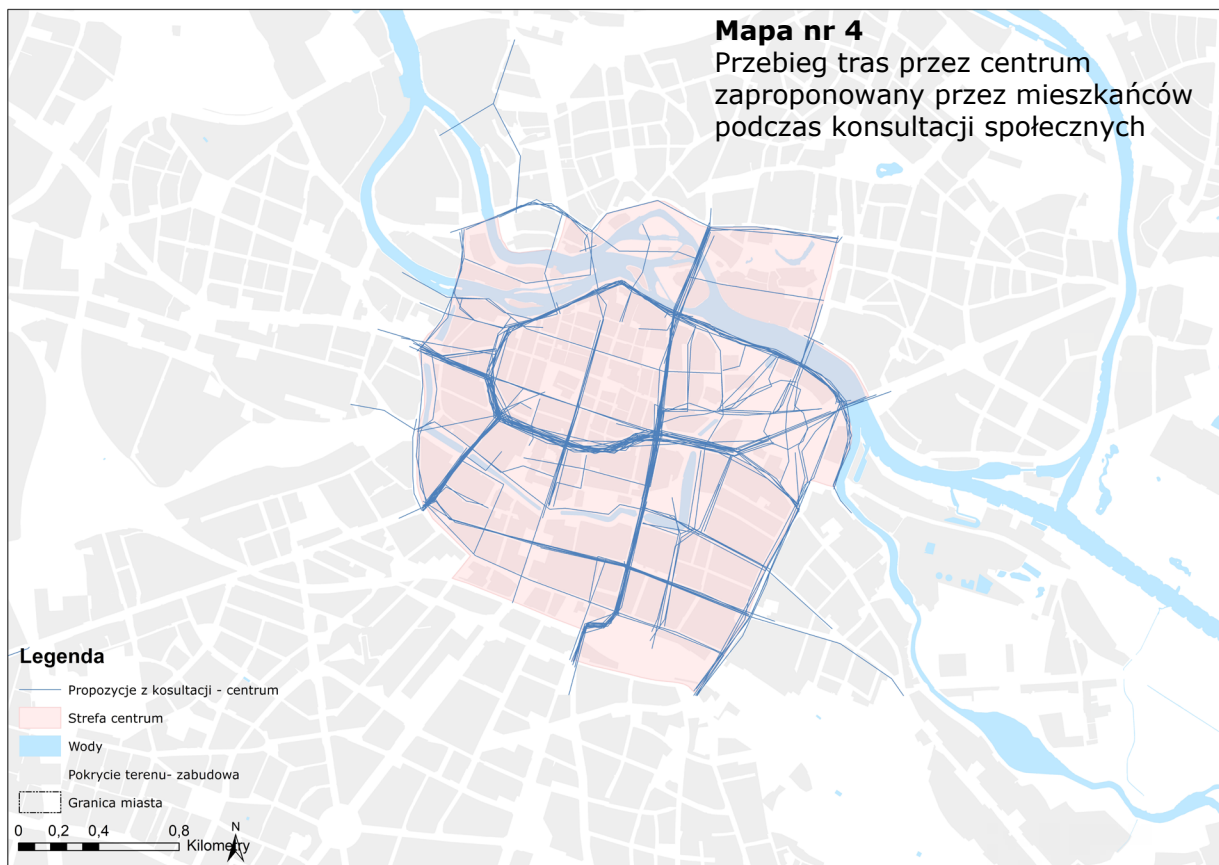 Mapa nr 4
Przebieg tras przez centrum
zaproponowany przez mieszkańców
podczas konsultacji społecznych
Legenda
Propozycje z kosultacji - centrum
Strefa centrum
Wody
Pokrycie terenu- zabudowa
Granica miasta
0 0,2 0,4 0,8
Kilometry
N